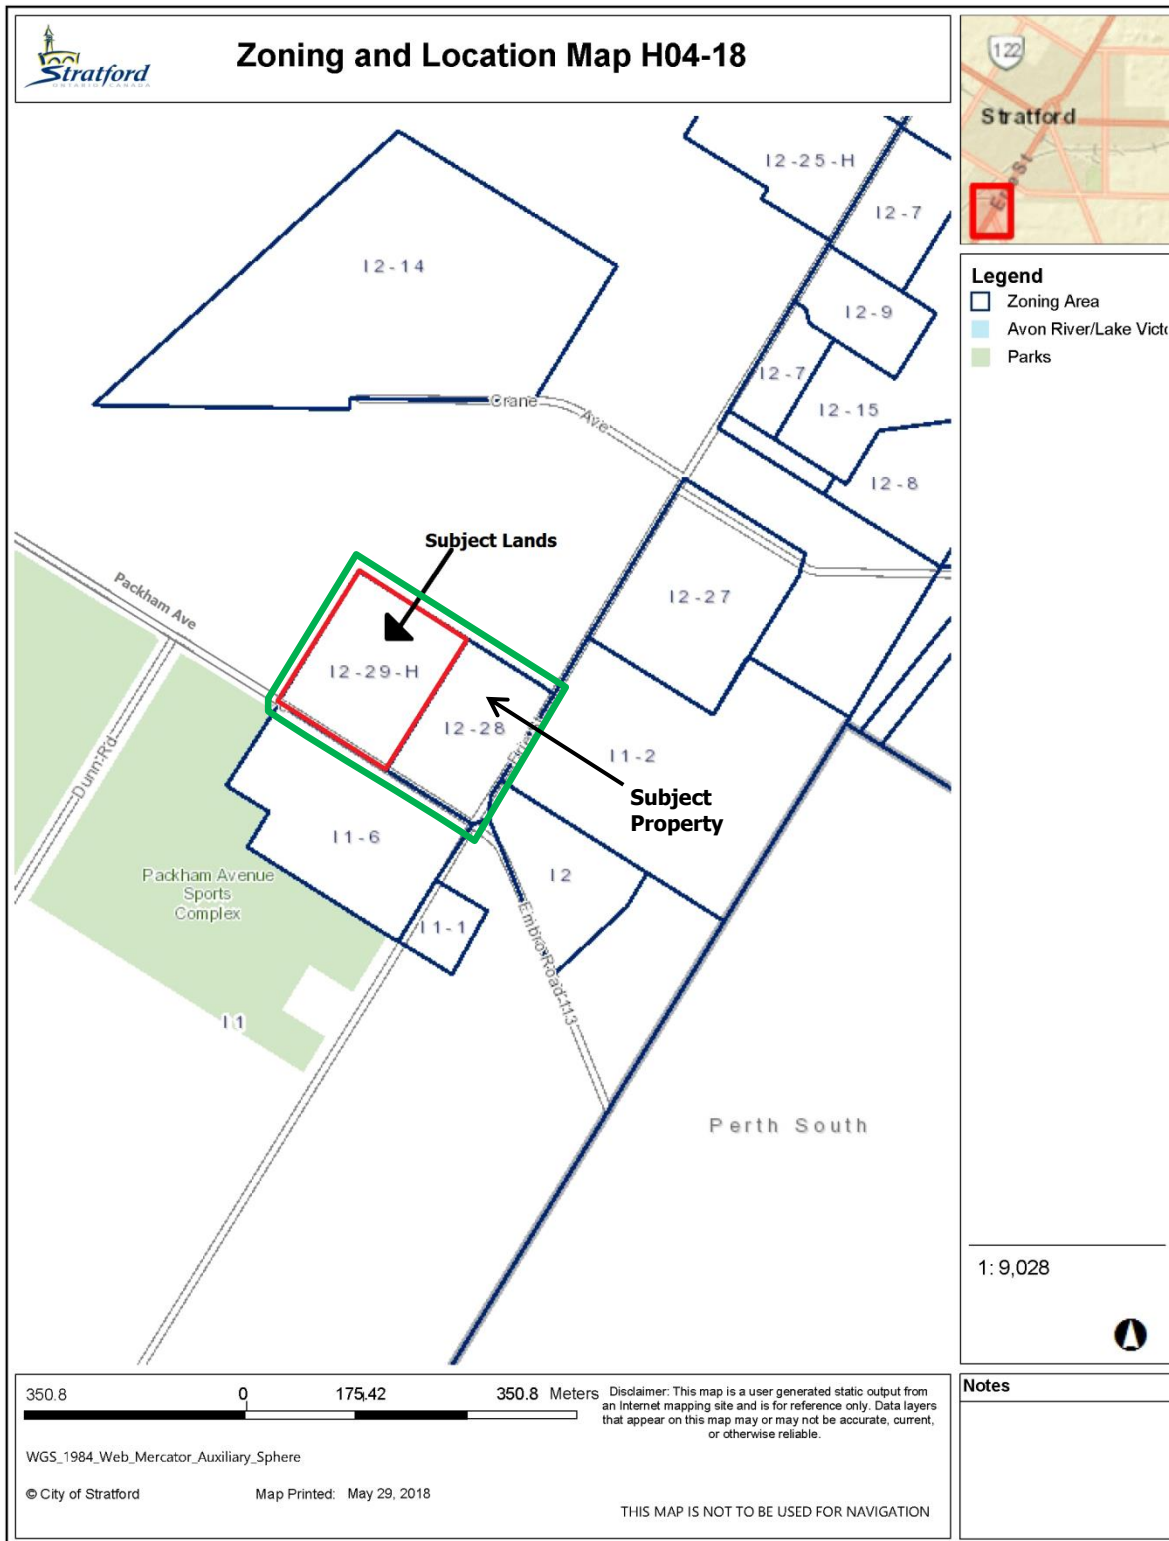 Stratford
ONTARIO CANADA
Zoning and Location Map H04-18
122
Stratford
Legend
Zoning Area
Avon River/Lake Victo
Parks
I2-25-H
I2-7
I2-14
I2-9
I2-7
Crane
Ave
I2-15
I2-8
Subject Lands
Packham Ave
I2-27
I2-29-H
I2-28
I1-2
Dunn Rd
Subject
Property
I1-6
I2
Packham Avenue
Sports
Complex
I1-1
Embro Road 113
I1
Perth South
1: 9,028
350.8
0
175.42
350.8 Meters
Disclaimer: This map is a user generated static output from
an Internet mapping site and is for reference only. Data layers
that appear on this map may or may not be accurate, current,
or otherwise reliable.
WGS_1984_Web_Mercator_Auxiliary_Sphere
© City of Stratford
Map Printed: May 29, 2018
THIS MAP IS NOT TO BE USED FOR NAVIGATION
Notes